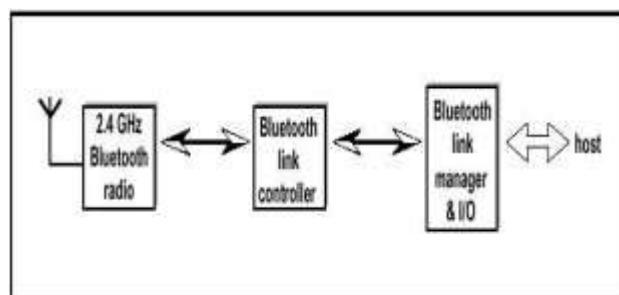 2.4 GHz
Bluetooth
radio
Bluetooth
link
controller
Bluetooth
link
manager
& I/O
host